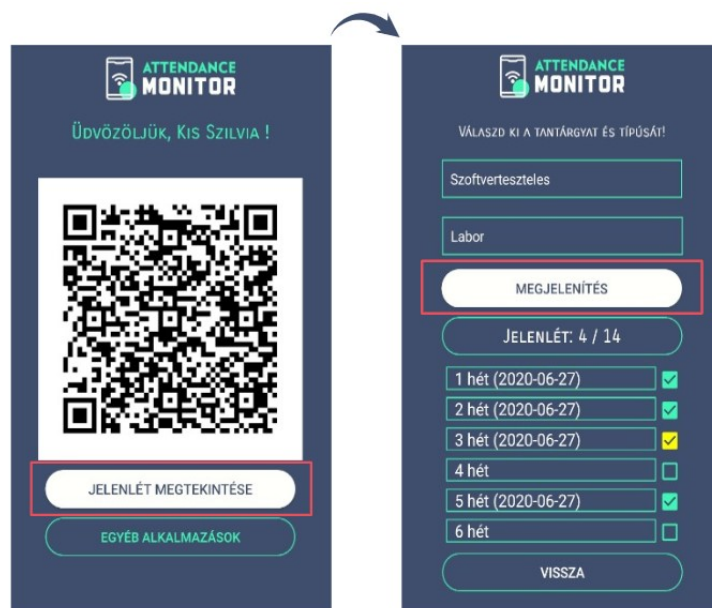 ATTENDANCE
MONITOR
Üdvözöljük, Kis Szilvia !
JELENLÉT MEGTEKINTÉSE
EGYÉB ALKALMAZÁSOK
ATTENDANCE
MONITOR
Válaszd ki a tantárgyat és típúsát!
Szoftverteszteles
Labor
MEGJELENÍTÉS
Jelenlét: 4 / 14
1 hét (2020-06-27)
2 hét (2020-06-27)
3 hét (2020-06-27)
4 hét
5 hét (2020-06-27)
6 hét
VISSZA